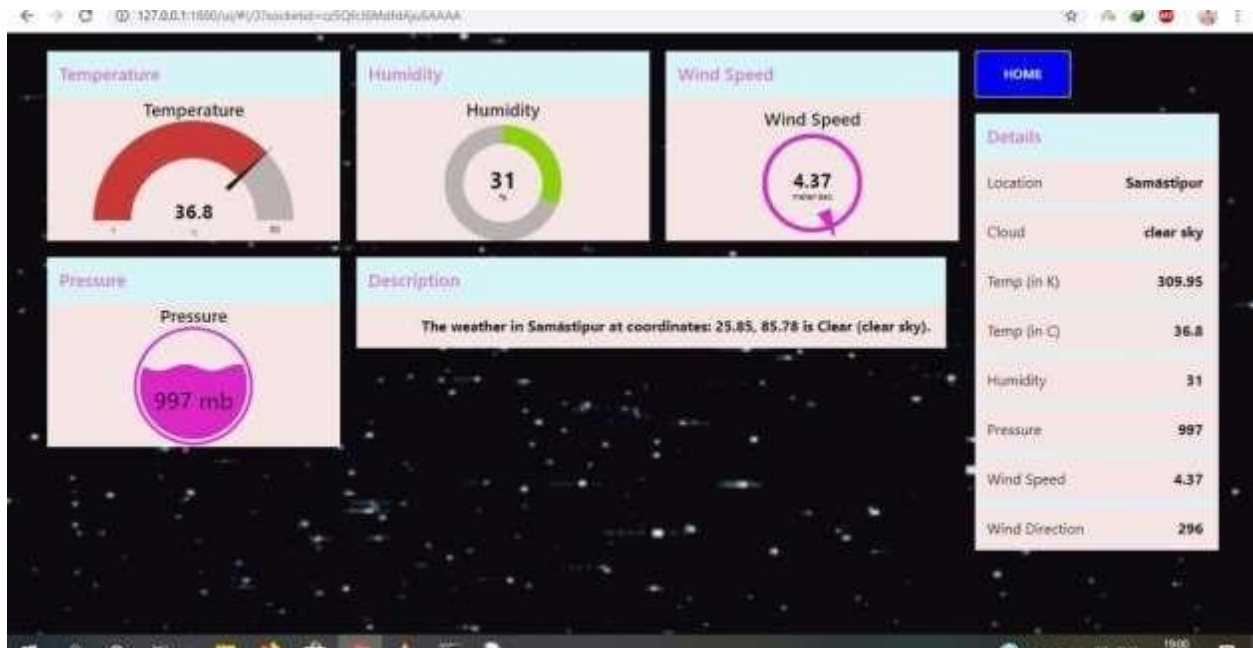 Temperature
Temperature
36.8
Humidity
Humidity
31
%
Wind Speed
Wind Speed
4.37
HOME
Pressure
Pressure
997 mb
Description
The weather in Samāstipur at coordinates: 25.85, 85.78 is Clear (clear sky).
Details
Location Samāstipur
Cloud clear sky
Temp (in K) 309.95
Temp (in C) 36.8
Humidity 31
Pressure 997
Wind Speed 4.37
Wind Direction 296
19:00